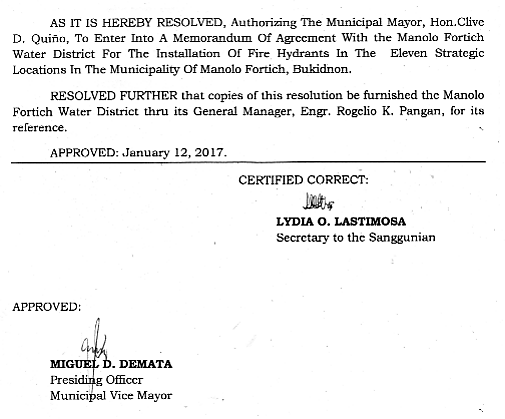 AS IT IS HEREBY RESOLVED, Authorizing The Municipal Mayor, Hon.Clive
D. Quiño, To Enter Into A Memorandum Of Agreement With the Manolo Fortich
Water District For The Installation Of Fire Hydrants In The Eleven Strategic
Locations In The Municipality Of Manolo Fortich, Bukidnon.
RESOLVED FURTHER that copies of this resolution be furnished the Manolo
Fortich Water District thru its General Manager, Engr. Rogelio K. Pangan, for its
reference.
APPROVED: January 12, 2017.
CERTIFIED CORRECT:
LYDIA O. LASTIMOSA
Secretary to the Sanggunian
APPROVED:
MIGUEL D. DEMATA
Presiding Officer
Municipal Vice Mayor